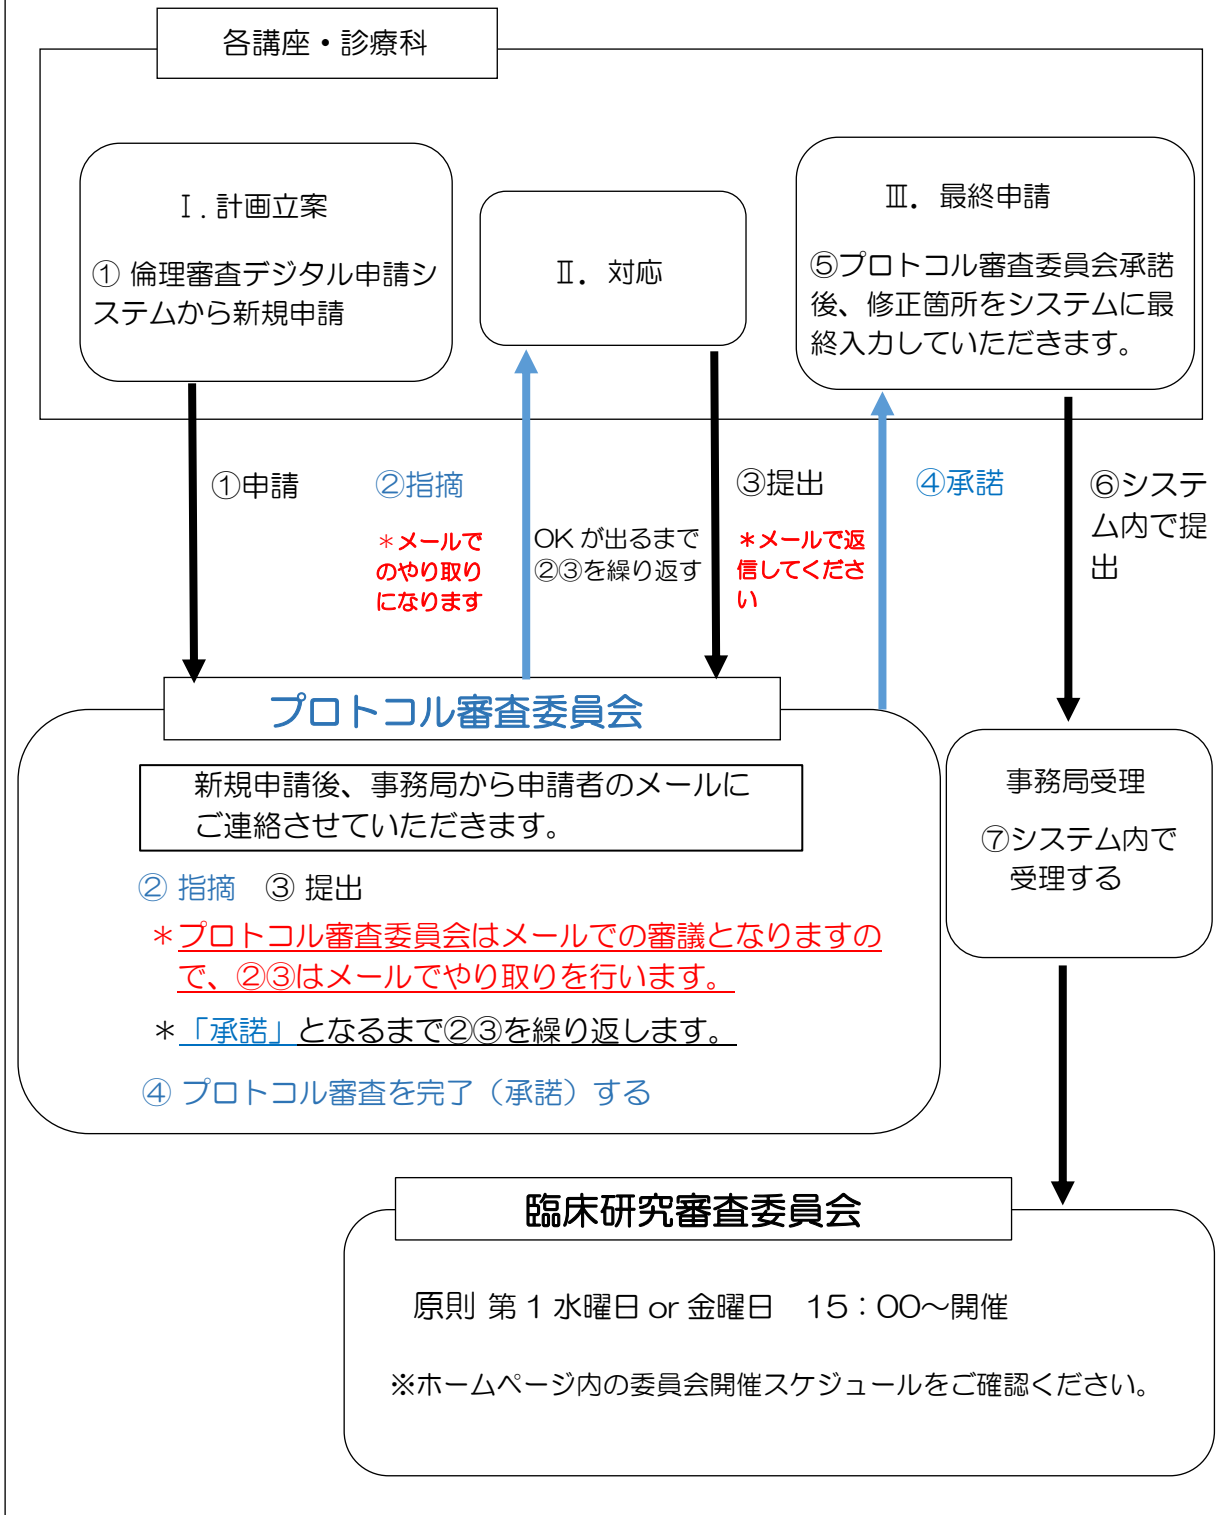 各講座・診療科
Ⅰ．計画立案
① 倫理審査デジタル申請シ
ステムから新規申請
Ⅱ．対応
Ⅲ．最終申請
⑤プロトコル審査委員会承諾
後、修正箇所をシステムに最
終入力していただきます。
①申請
②指摘
＊メールで
のやり取り
になります
OK が出るまで
②③を繰り返す
③提出
＊メールで返
信してくださ
い
④承諾
⑥システ
ム内で提
出
プロトコル審査委員会
新規申請後、事務局から申請者のメールに
ご連絡させていただきます。
② 指摘　③ 提出
＊プロトコル審査委員会はメールでの審議となりますの
で、②③はメールでやり取りを行います。
＊「承諾」となるまで②③を繰り返します。
④ プロトコル審査を完了（承諾）する
事務局受理
⑦システム内で
受理する
臨床研究審査委員会
原則 第 1 水曜日 or 金曜日　15：00～開催
※ホームページ内の委員会開催スケジュールをご確認ください。